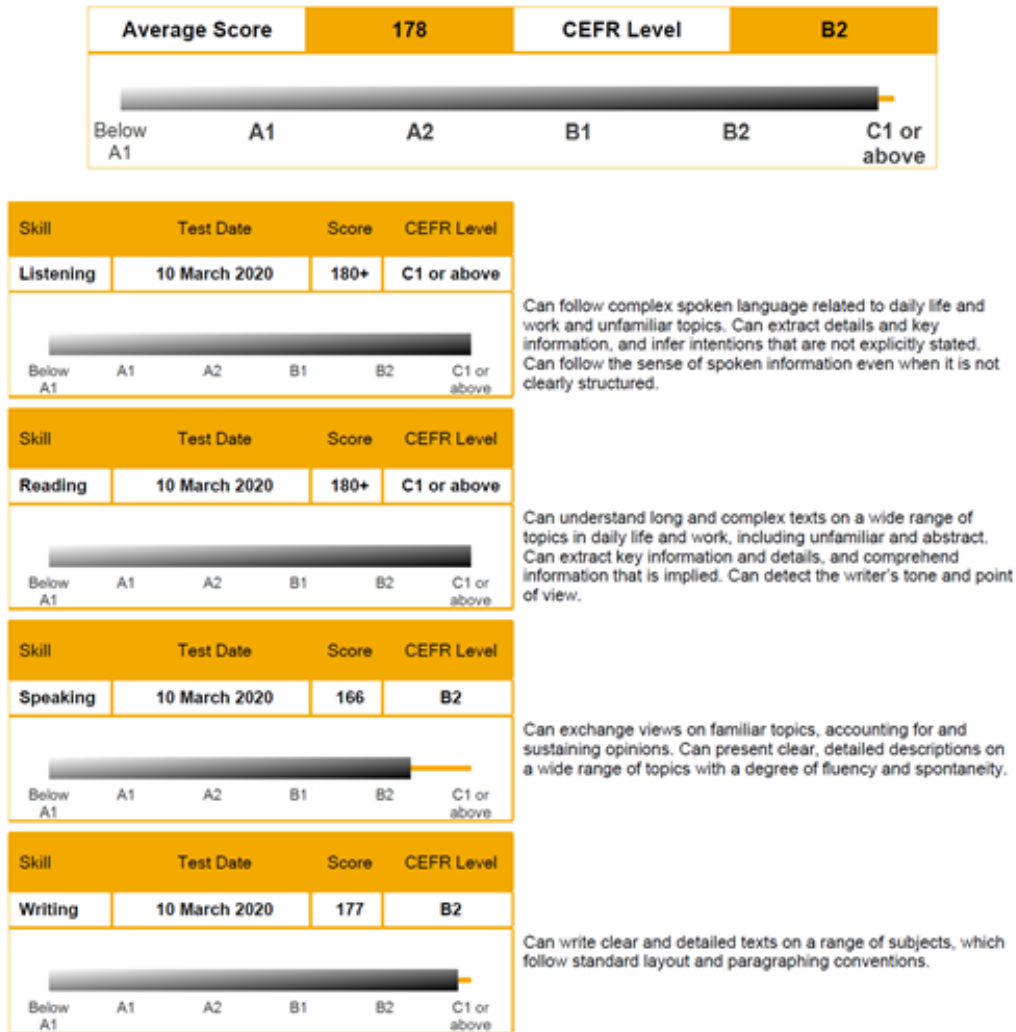 Average Score 178 CEFR Level B2
Below A1 A1 A2 B1 B2 C1 or above
Skill Test Date Score CEFR Level
Listening 10 March 2020 180+ C1 or above
Below A1 A1 A2 B1 B2 C1 or above
Can follow complex spoken language related to daily life and
work and unfamiliar topics. Can extract details and key
information, and infer intentions that are not explicitly stated.
Can follow the sense of spoken information even when it is not
clearly structured.
Skill Test Date Score CEFR Level
Reading 10 March 2020 180+ C1 or above
Below A1 A1 A2 B1 B2 C1 or above
Can understand long and complex texts on a wide range of
topics in daily life and work, including unfamiliar and abstract.
Can extract key information and details, and comprehend
information that is implied. Can detect the writer's tone and point
of view.
Skill Test Date Score CEFR Level
Speaking 10 March 2020 166 B2
Below A1 A1 A2 B1 B2 C1 or above
Can exchange views on familiar topics, accounting for and
sustaining opinions. Can present clear, detailed descriptions on
a wide range of topics with a degree of fluency and spontaneity.
Skill Test Date Score CEFR Level
Writing 10 March 2020 177 B2
Below A1 A1 A2 B1 B2 C1 or above
Can write clear and detailed texts on a range of subjects, which
follow standard layout and paragraphing conventions.